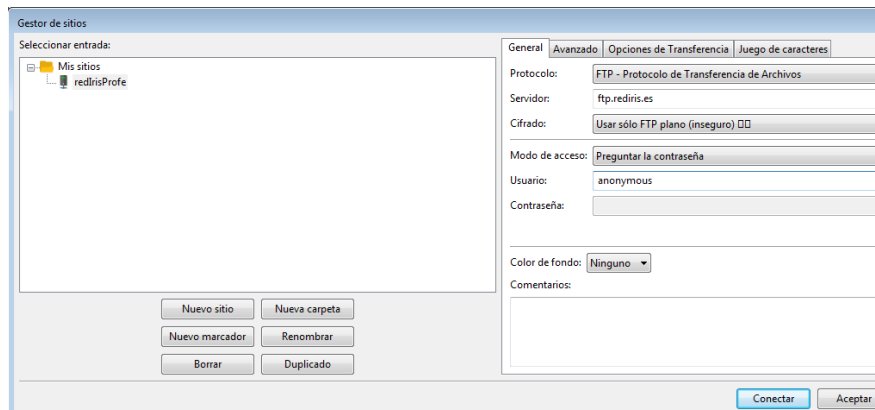 Gestor de sitios
Seleccionar entrada:
Mis sitios
redIrisProfe
Nuevo sitio
Nueva carpeta
Nuevo marcador
Renombrar
Borrar
Duplicado
General
Avanzado
Opciones de Transferencia
Juego de caracteres
Protocolo:
FTP - Protocolo de Transferencia de Archivos
Servidor:
ftp.rediris.es
Cifrado:
Usar sólo FTP plano (inseguro) □□
Modo de acceso:
Preguntar la contraseña
Usuario:
anonymous
Contraseña:
Color de fondo:
Ninguno
Comentarios:
Conectar
Aceptar